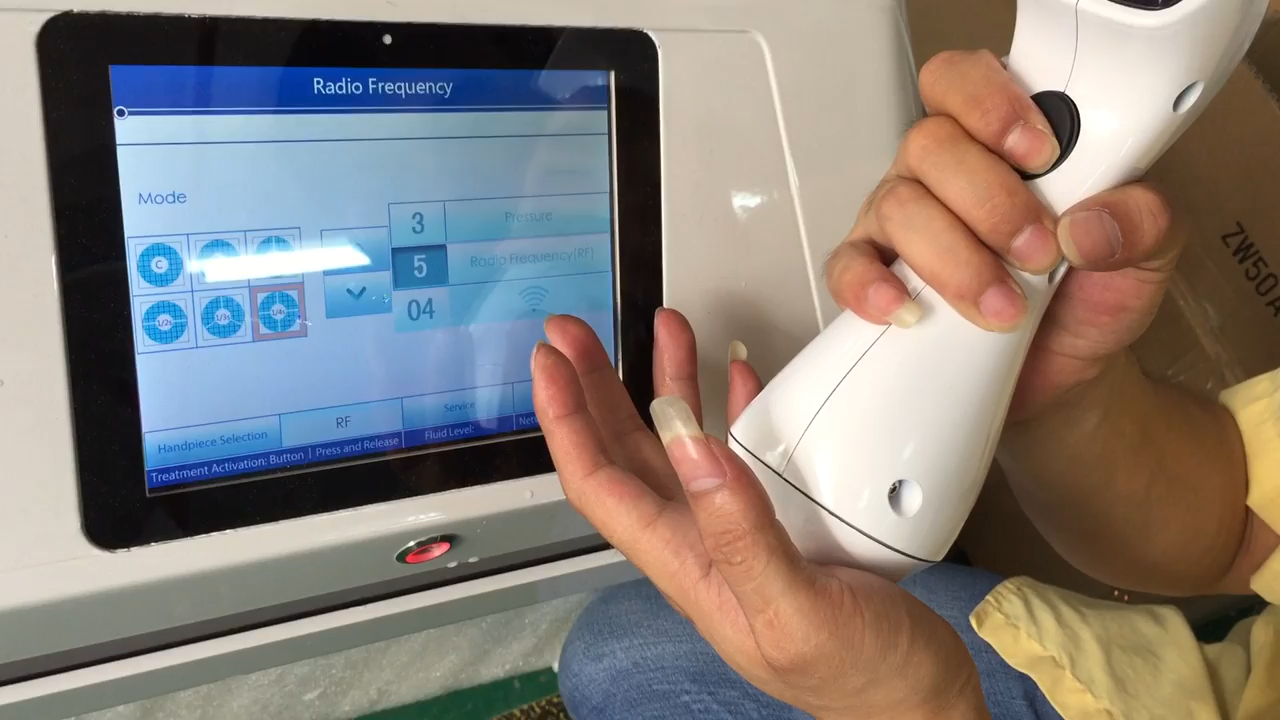 Radio Frequency
Mode
3 Pressure
C
5 Radio Frequency(RF)
1/2s 1/3s 1/4s
04
Handpiece Selection RF Service
Treatment Activation: Button | Press and Release Fluid Level:
ZW50A